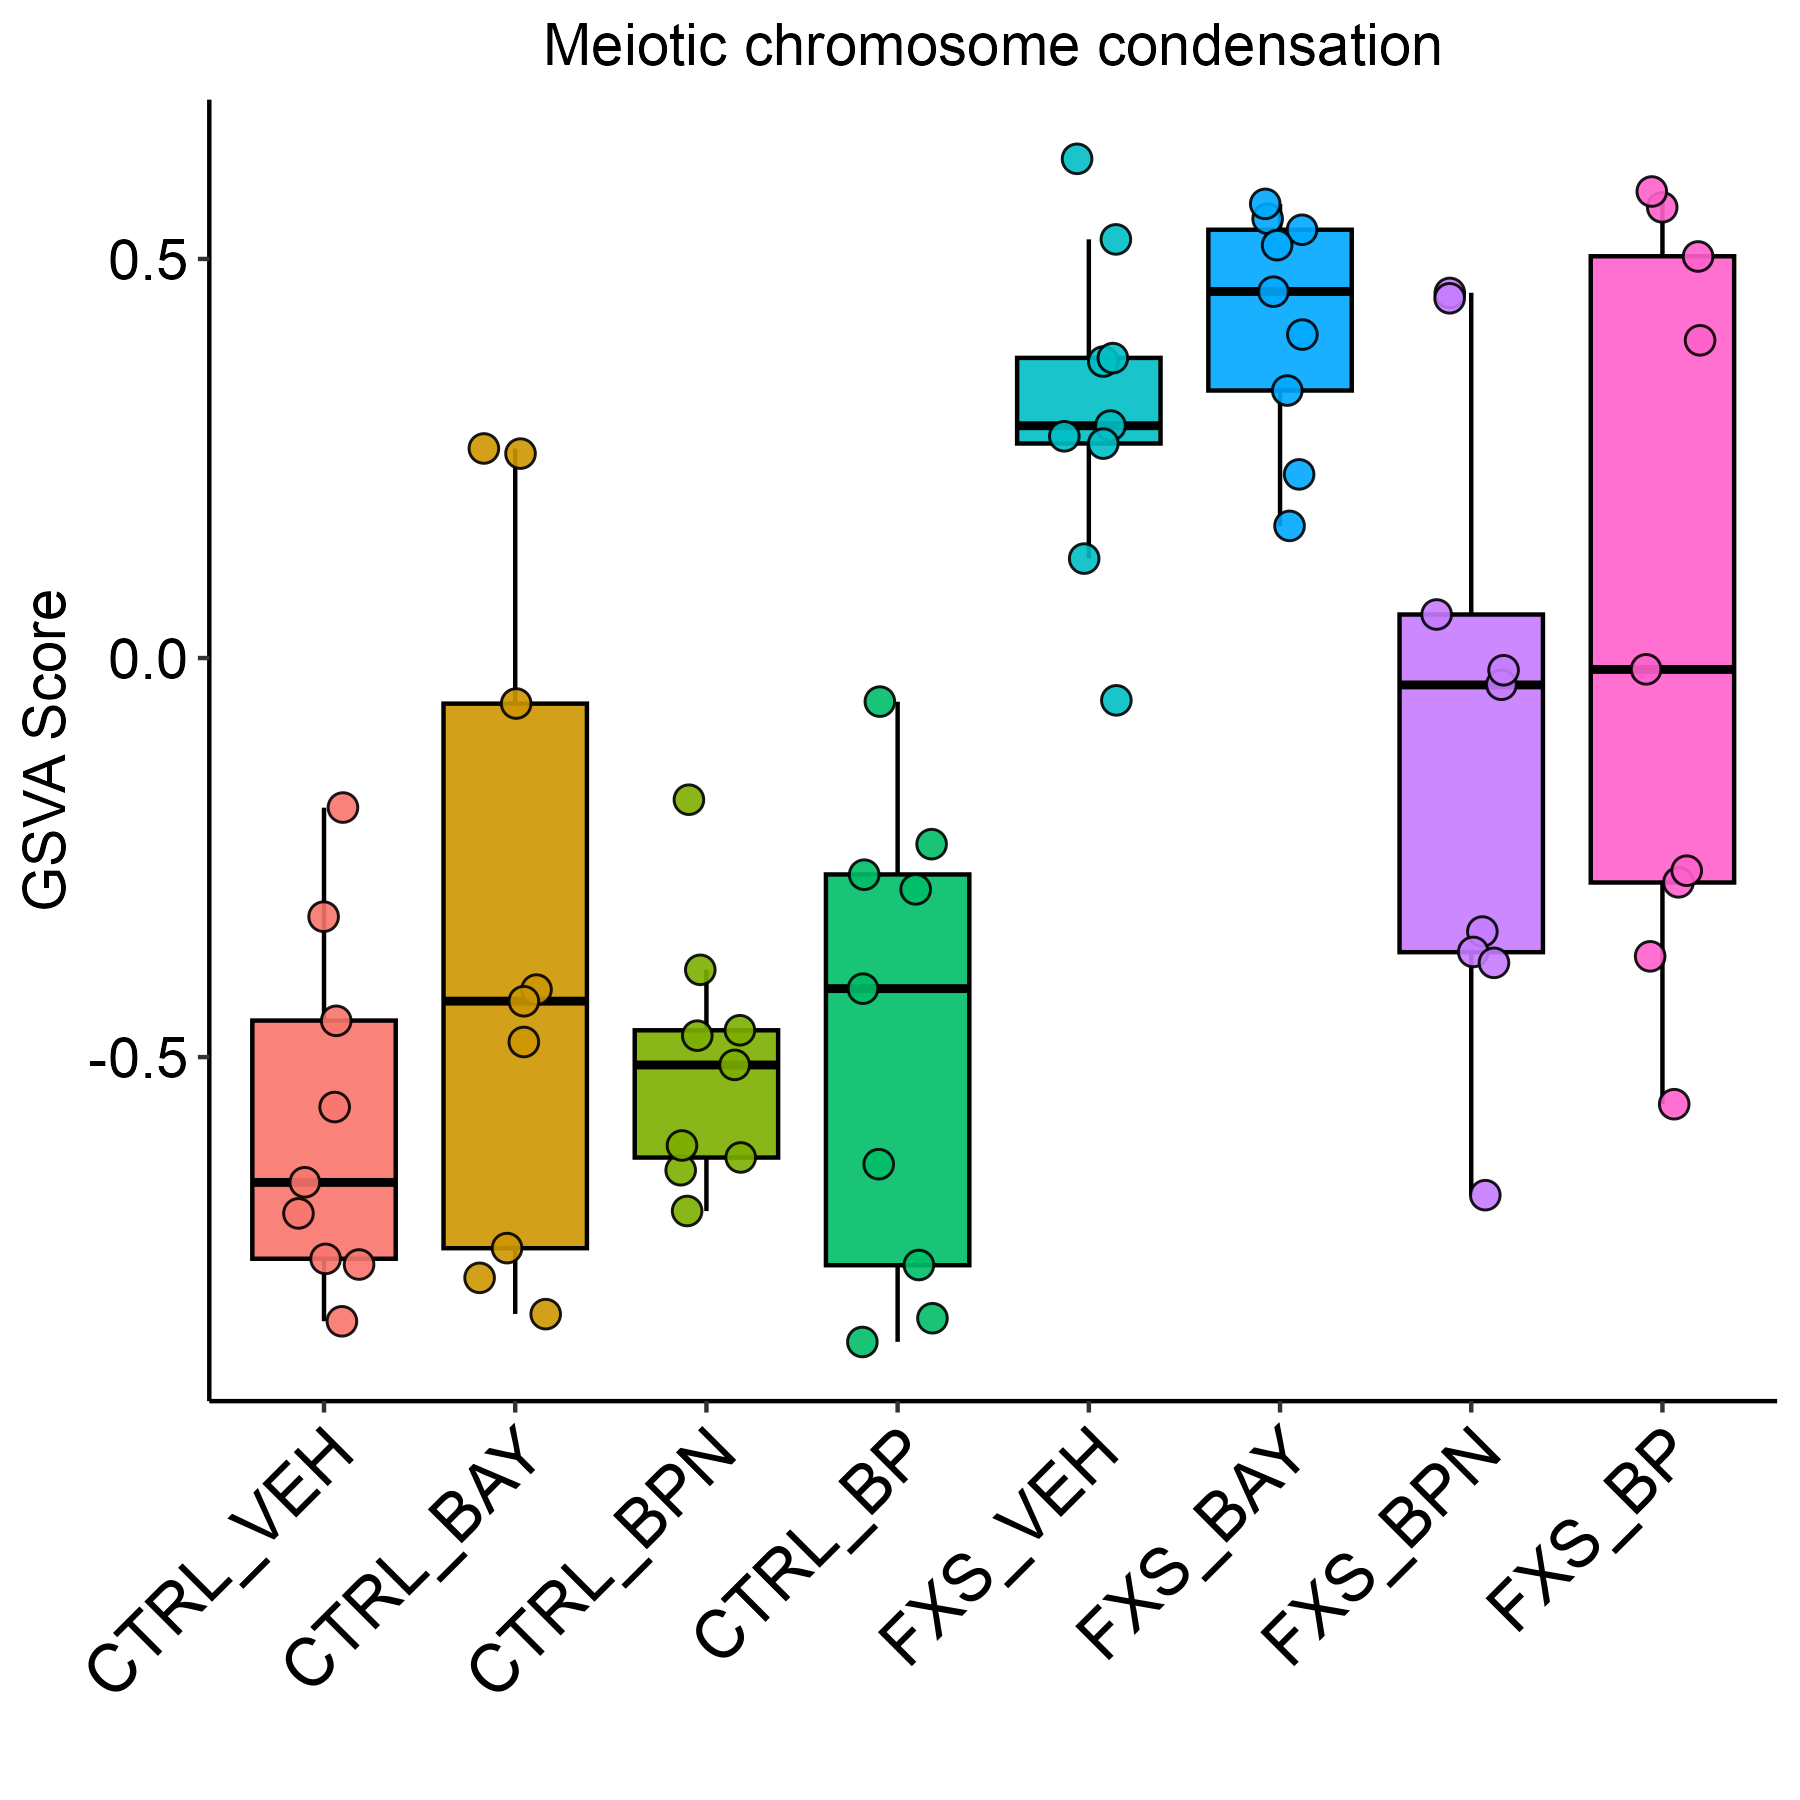 Meiotic chromosome condensation
GSVA Score
0.5
0.0
-0.5
CTRL_VEH
CTRL_BAY
CTRL_BPN
CTRL_BP
FXS_VEH
FXS_BAY
FXS_BPN
FXS_BP